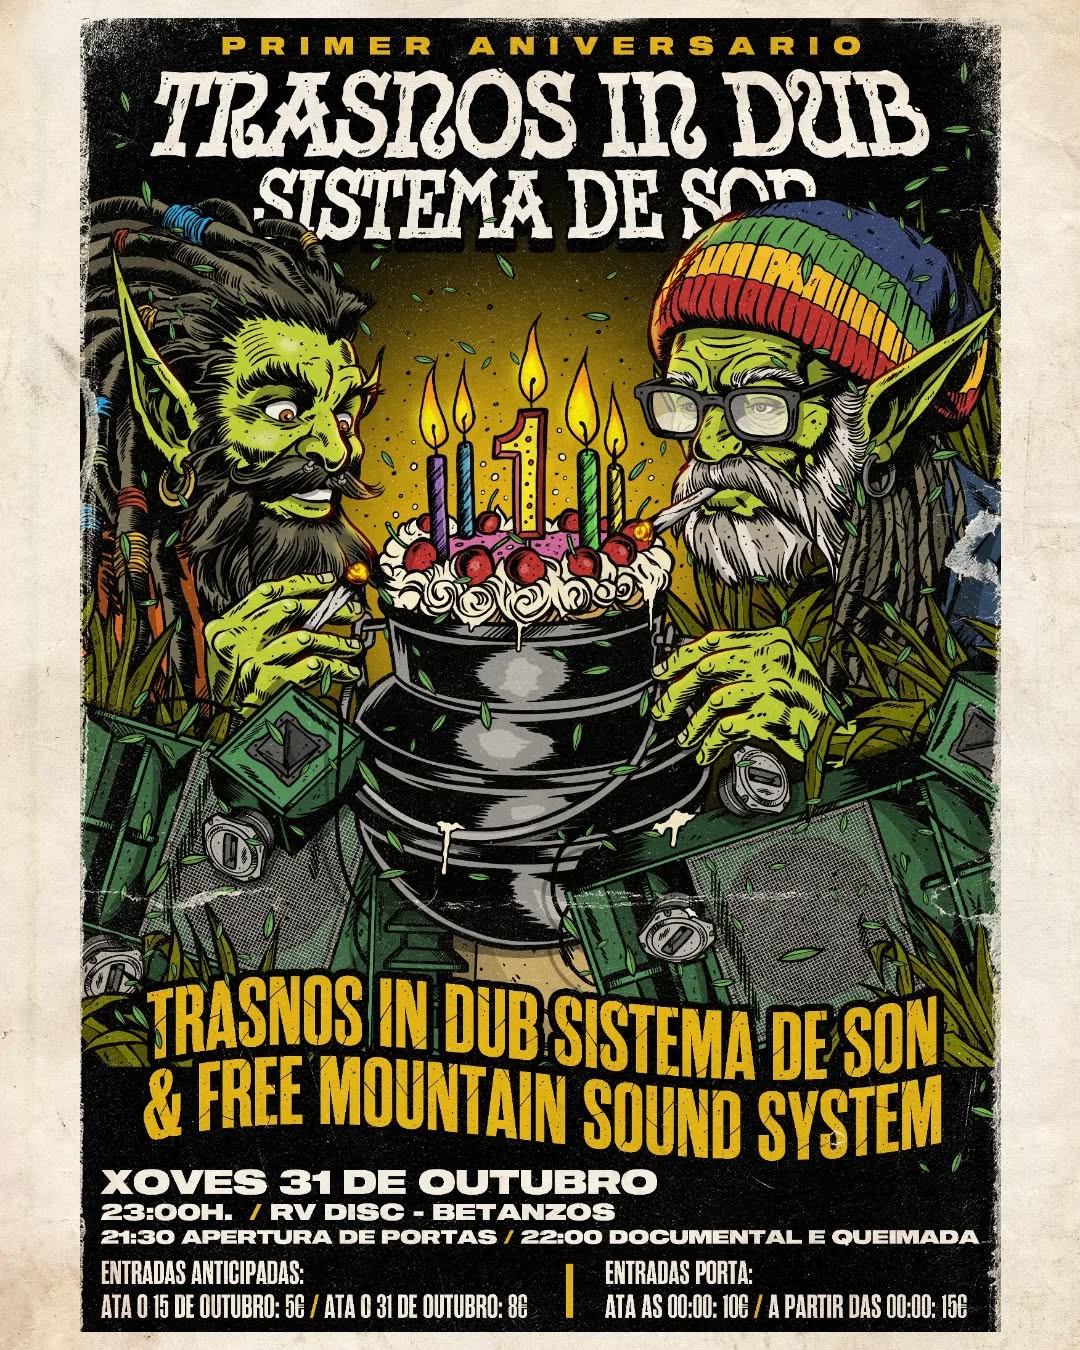 PRIMER ANIVERSARIO
TRASNOS IN DUB
SISTEMA DE SON
1
TRASNOS IN DUB SISTEMA DE SON
& FREE MOUNTAIN SOUND SYSTEM
XOVES 31 DE OUTUBRO
23:00H. / RV DISC - BETANZOS
21:30 APERTURA DE PORTAS / 22:00 DOCUMENTAL E QUEIMADA
ENTRADAS ANTICIPADAS:
ATA O 15 DE OUTUBRO: 5€ / ATA O 31 DE OUTUBRO: 8€
ENTRADAS PORTA:
ATA AS 00:00: 10€ / A PARTIR DAS 00:00: 15€